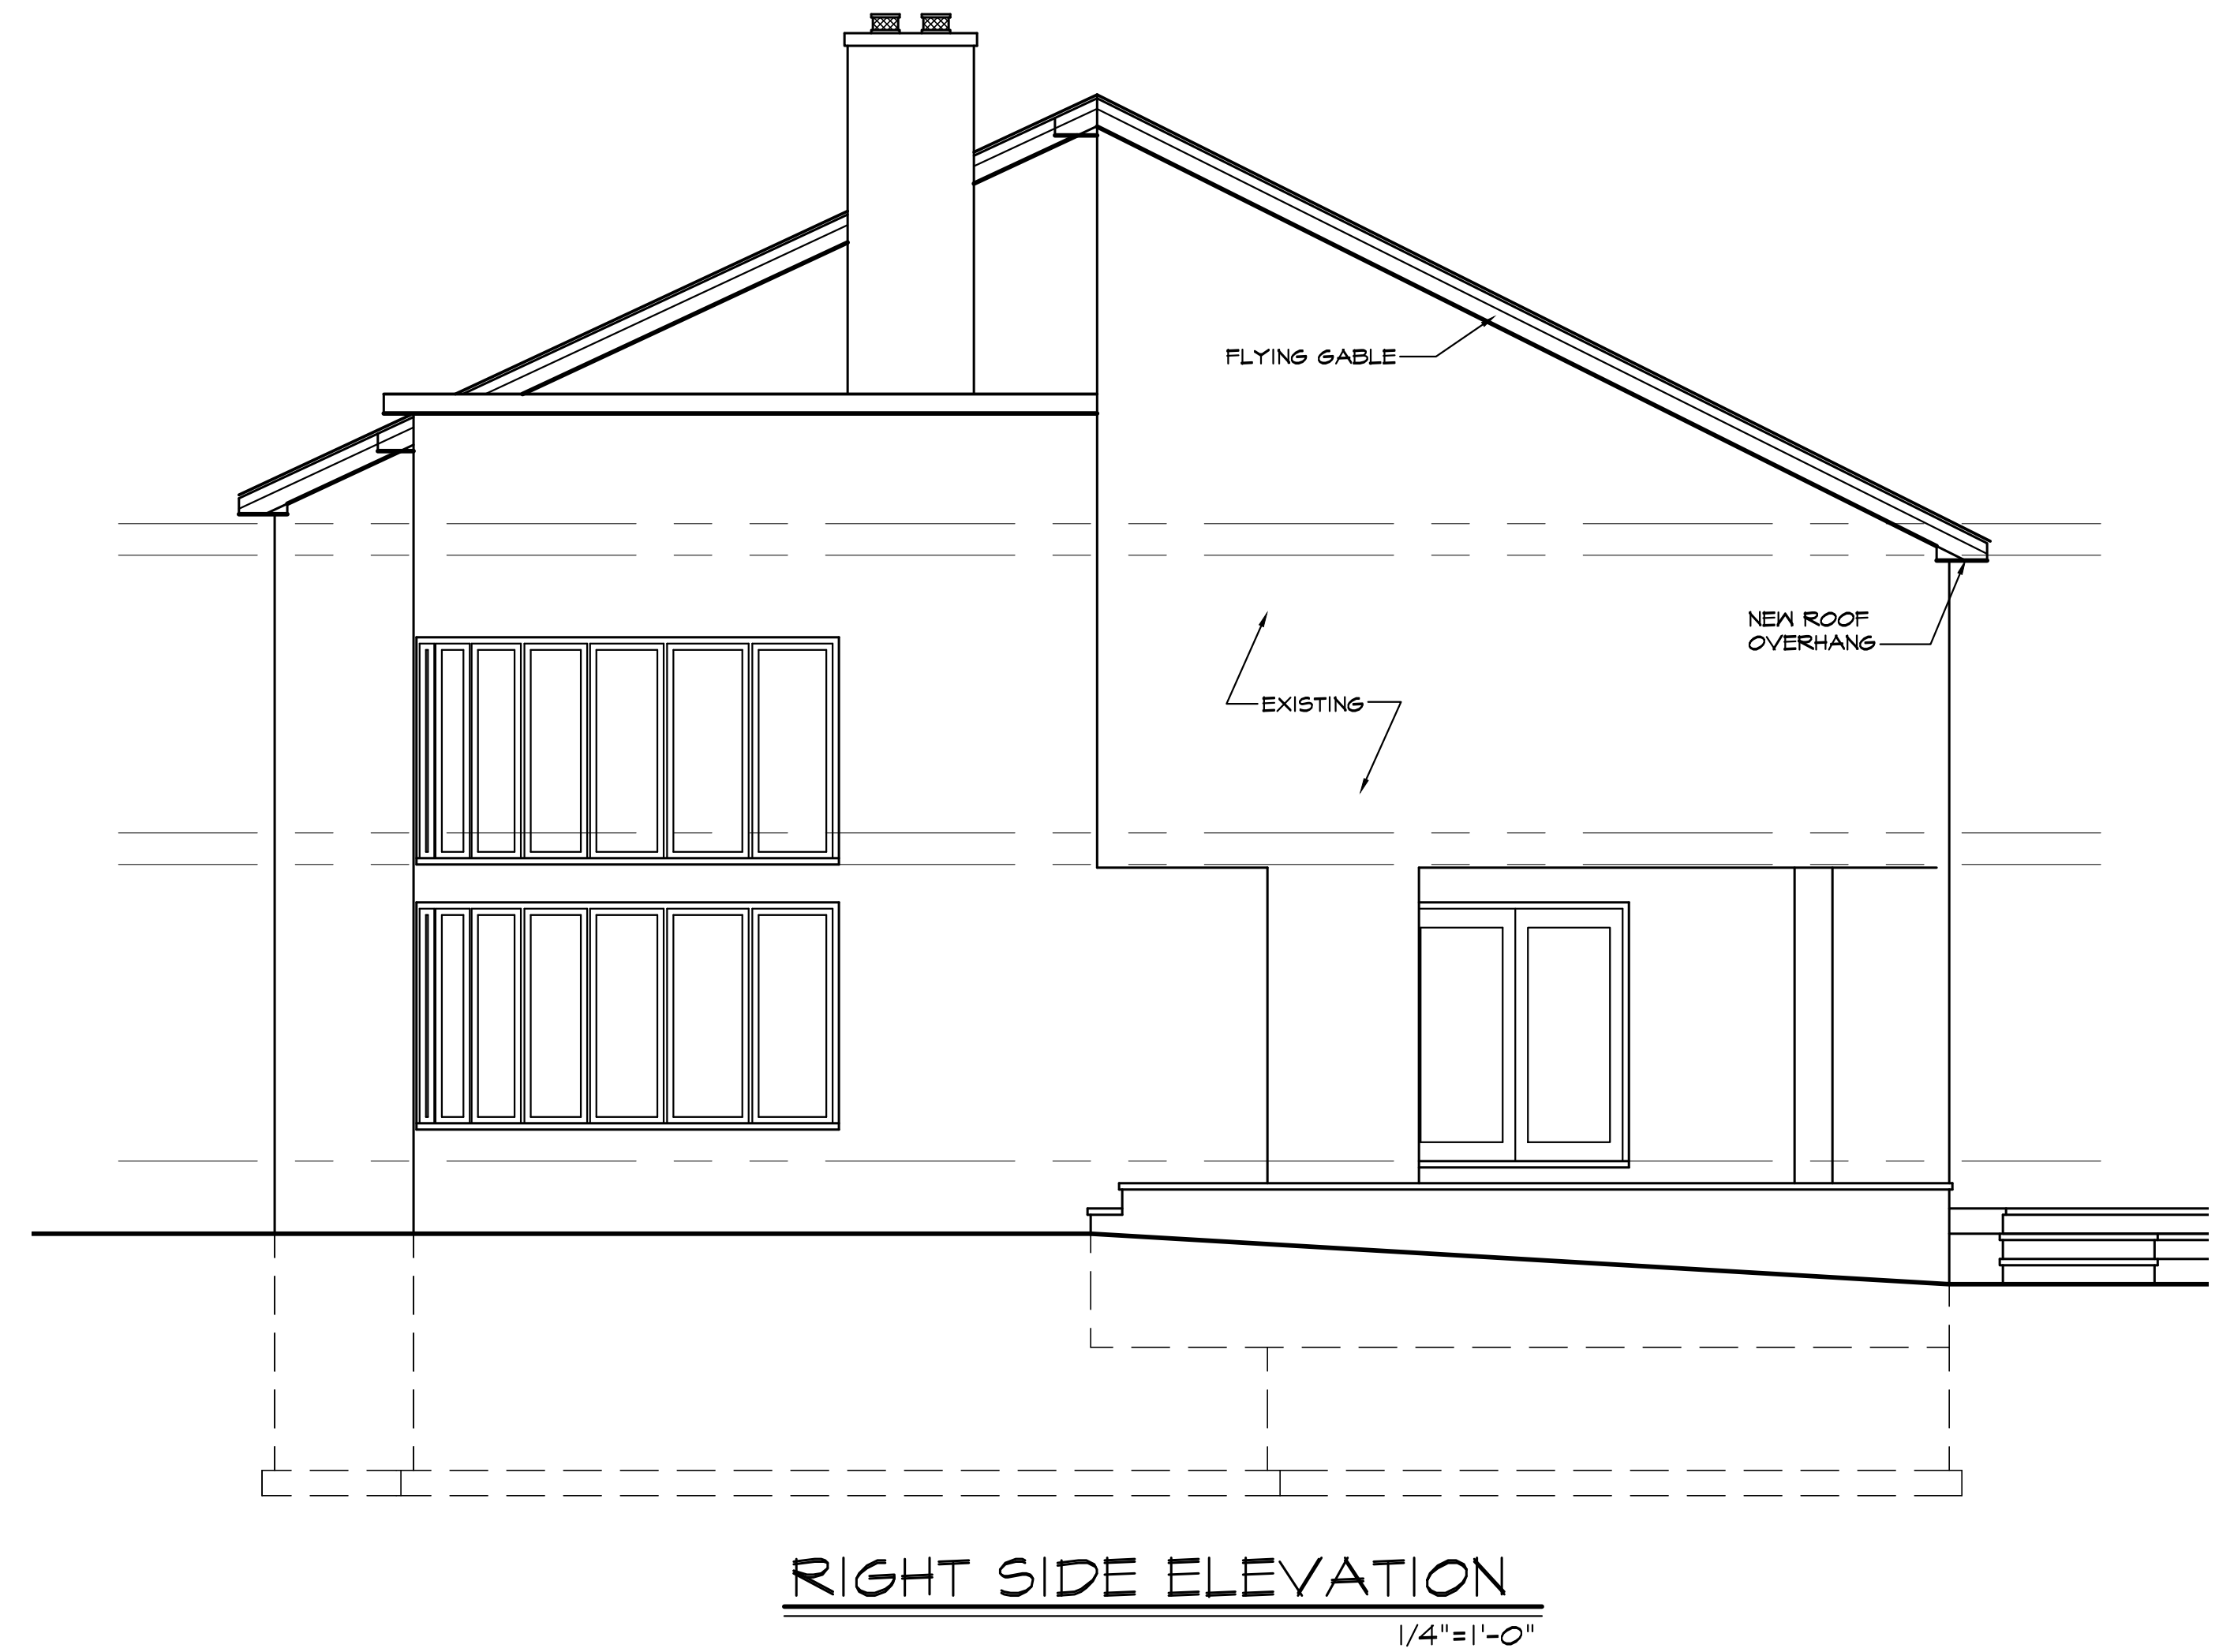 FLYING GABLE
NEW ROOF
OVERHANG
EXISTING
RIGHT SIDE ELEVATION
1/4"=1'-0"